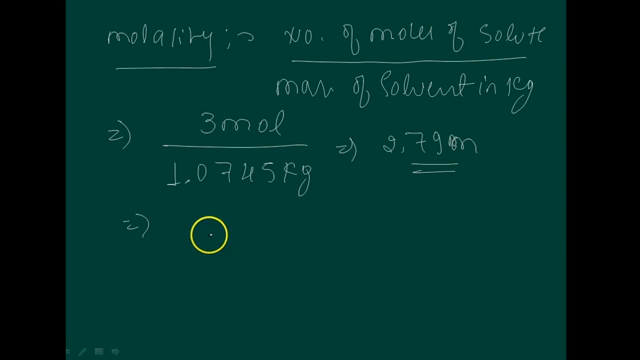 molality :→ No. of moles of solute
mass of solvent in Kg
⇒) 3 mol
1.0745 Kg ⇒) 2.79 m
⇒)